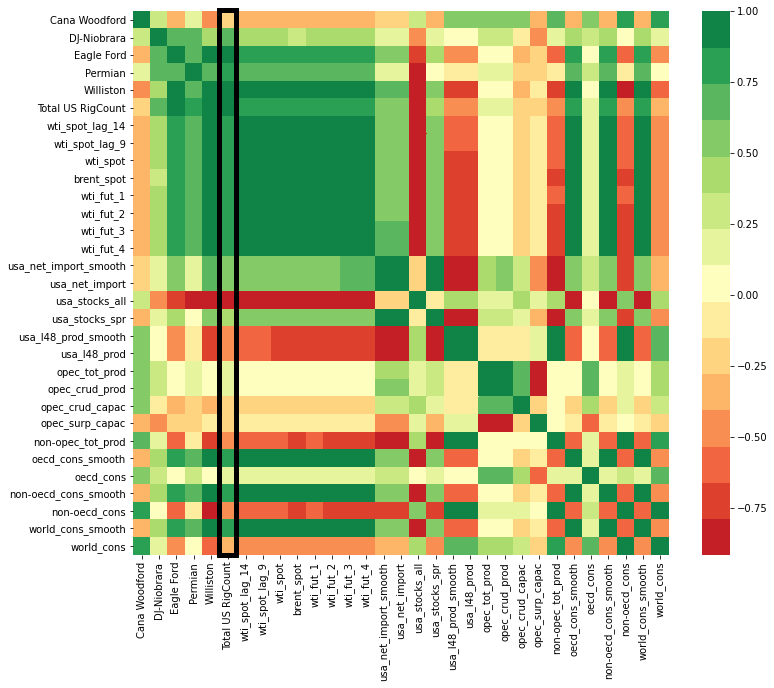 Cana Woodford
DJ-Niobrara
Eagle Ford
Permian
Williston
Total US RigCount
wti_spot_lag_14
wti_spot_lag_9
wti_spot
brent_spot
wti_fut_1
wti_fut_2
wti_fut_3
wti_fut_4
usa_net_import_smooth
usa_net_import
usa_stocks_all
usa_stocks_spr
usa_l48_prod_smooth
usa_l48_prod
opec_tot_prod
opec_crud_prod
opec_crud_capac
opec_surp_capac
non-opec_tot_prod
oecd_cons_smooth
oecd_cons
non-oecd_cons_smooth
non-oecd_cons
world_cons_smooth
world_cons
Cana Woodford
DJ-Niobrara
Eagle Ford
Permian
Williston
Total US RigCount
wti_spot_lag_14
wti_spot_lag_9
wti_spot
brent_spot
wti_fut_1
wti_fut_2
wti_fut_3
wti_fut_4
usa_net_import_smooth
usa_net_import
usa_stocks_all
usa_stocks_spr
usa_l48_prod_smooth
usa_l48_prod
opec_tot_prod
opec_crud_prod
opec_crud_capac
opec_surp_capac
non-opec_tot_prod
oecd_cons_smooth
oecd_cons
non-oecd_cons_smooth
non-oecd_cons
world_cons_smooth
world_cons
1.00
0.75
0.50
0.25
0.00
−0.25
−0.50
−0.75